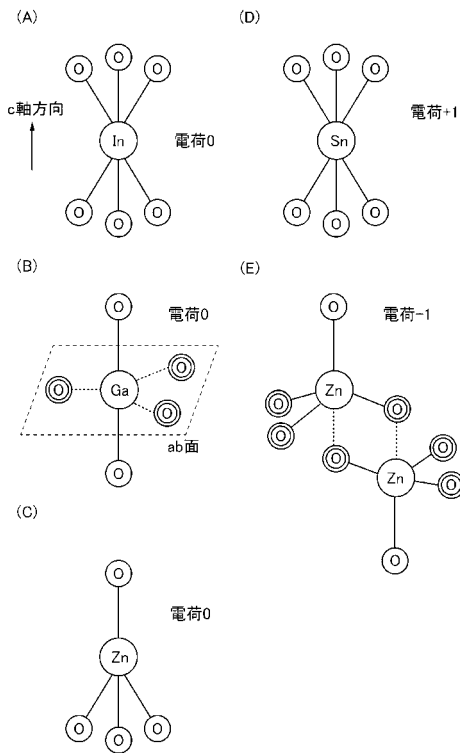 (A)
O O O
c軸方向
In
電荷0
O O O
(D)
O O O
Sn
電荷+1
O O O
(B)
O
電荷0
O
O Ga
O
ab面
O
(E)
O
電荷-1
Zn
O O
O O O
Zn O
O
(C)
O
電荷0
Zn
O O O